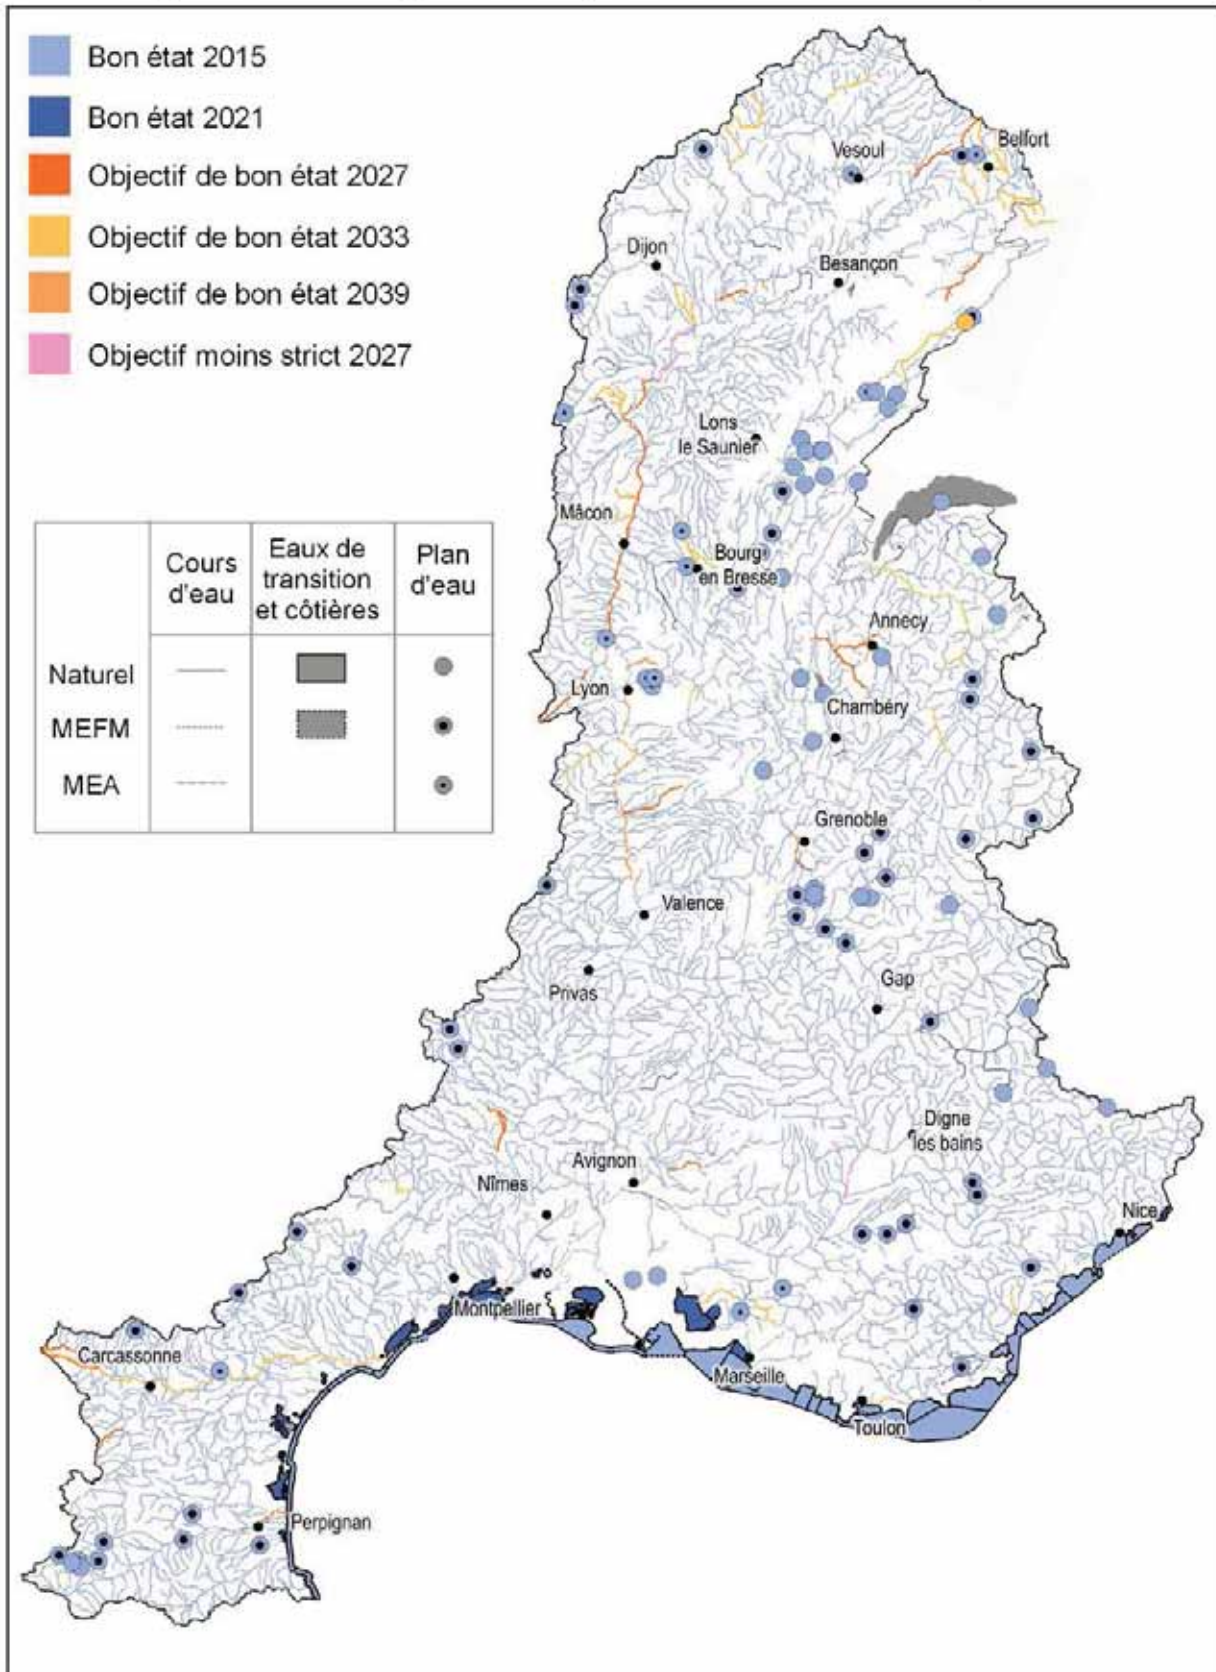 Bon état 2015
Bon état 2021
Objectif de bon état 2027
Objectif de bon état 2033
Objectif de bon état 2039
Objectif moins strict 2027
Cours
d'eau
Eaux de
transition
et côtières
Plan
d'eau
Naturel
MEFM
MEA
Belfort
Vesoul
Dijon
Besançon
Lons
le Saunier
Mâcon
Bourg
en Bresse
Annecy
Lyon
Chambéry
Grenoble
Valence
Privas
Gap
Digne
les bains
Avignon
Nîmes
Nice
Montpellier
Carcassonne
Marseille
Toulon
Perpignan